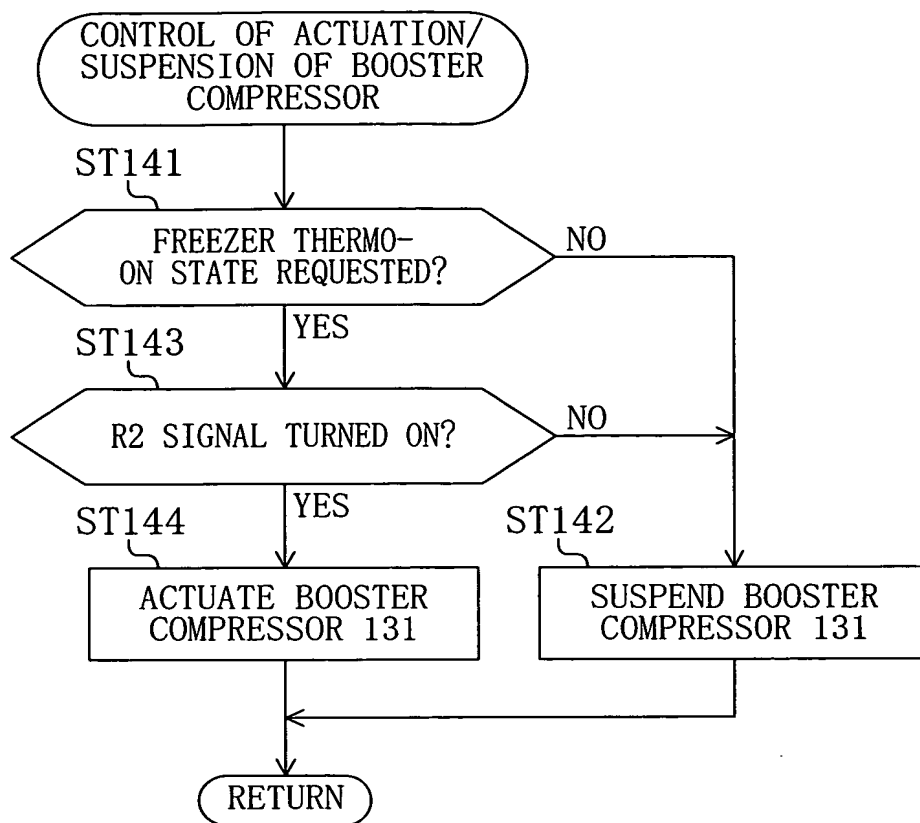 CONTROL OF ACTUATION/
SUSPENSION OF BOOSTER
COMPRESSOR
ST141
FREEZER THERMO-
ON STATE REQUESTED?
NO
YES
ST143
R2 SIGNAL TURNED ON?
NO
YES
ST144
ACTUATE BOOSTER
COMPRESSOR 131
ST142
SUSPEND BOOSTER
COMPRESSOR 131
RETURN